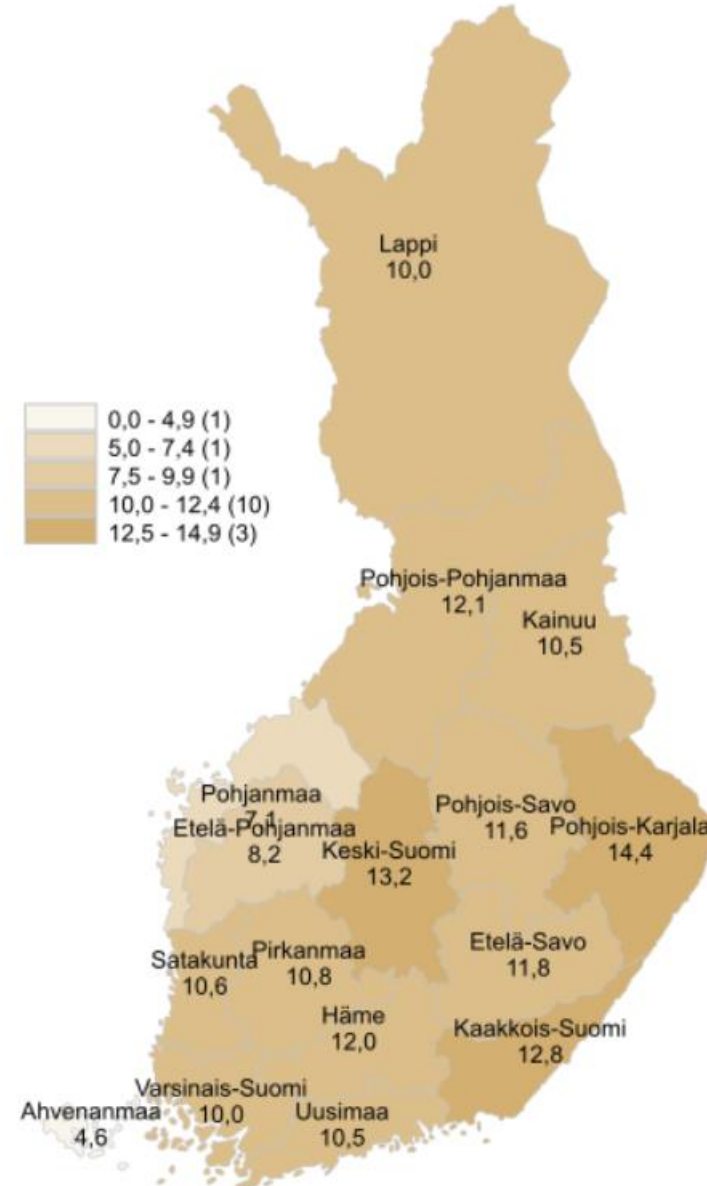 Lappi
10,0
0,0 - 4,9 (1)
5,0 - 7,4 (1)
7,5 - 9,9 (1)
10,0 - 12,4 (10)
12,5 - 14,9 (3)
Pohjois-Pohjanmaa
12,1
Kainuu
10,5
Pohjanmaa
7,1
Etelä-Pohjanmaa
8,2
Keski-Suomi
13,2
Pohjois-Savo
11,6
Pohjois-Karjala
14,4
Satakunta
10,6
Pirkanmaa
10,8
Etelä-Savo
11,8
Häme
12,0
Kaakkois-Suomi
12,8
Ahvenanmaa
4,6
Varsinais-Suomi
10,0
Uusimaa
10,5